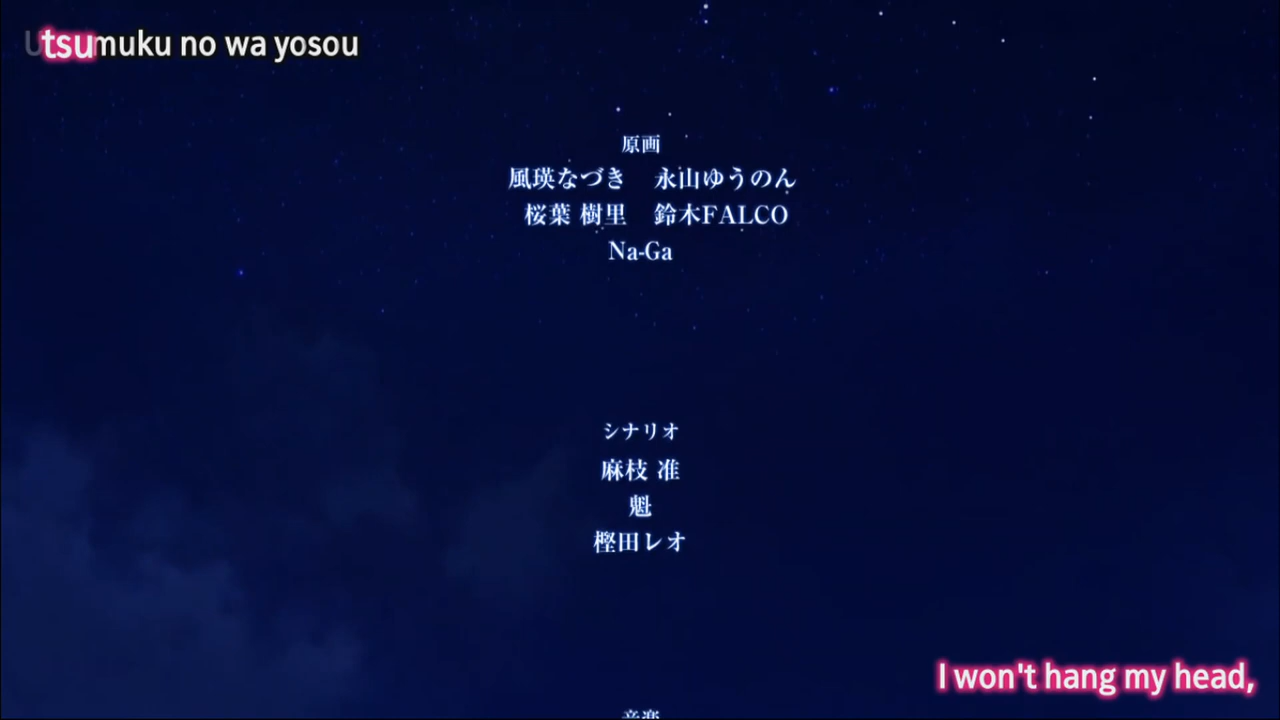 Utsumuku no wa yosou
原画
風瑛なづき 永山ゆうのん
桜葉 樹里 鈴木FALCO
Na-Ga
シナリオ
麻枝 准
魁
樫田レオ
I won't hang my head,
音楽